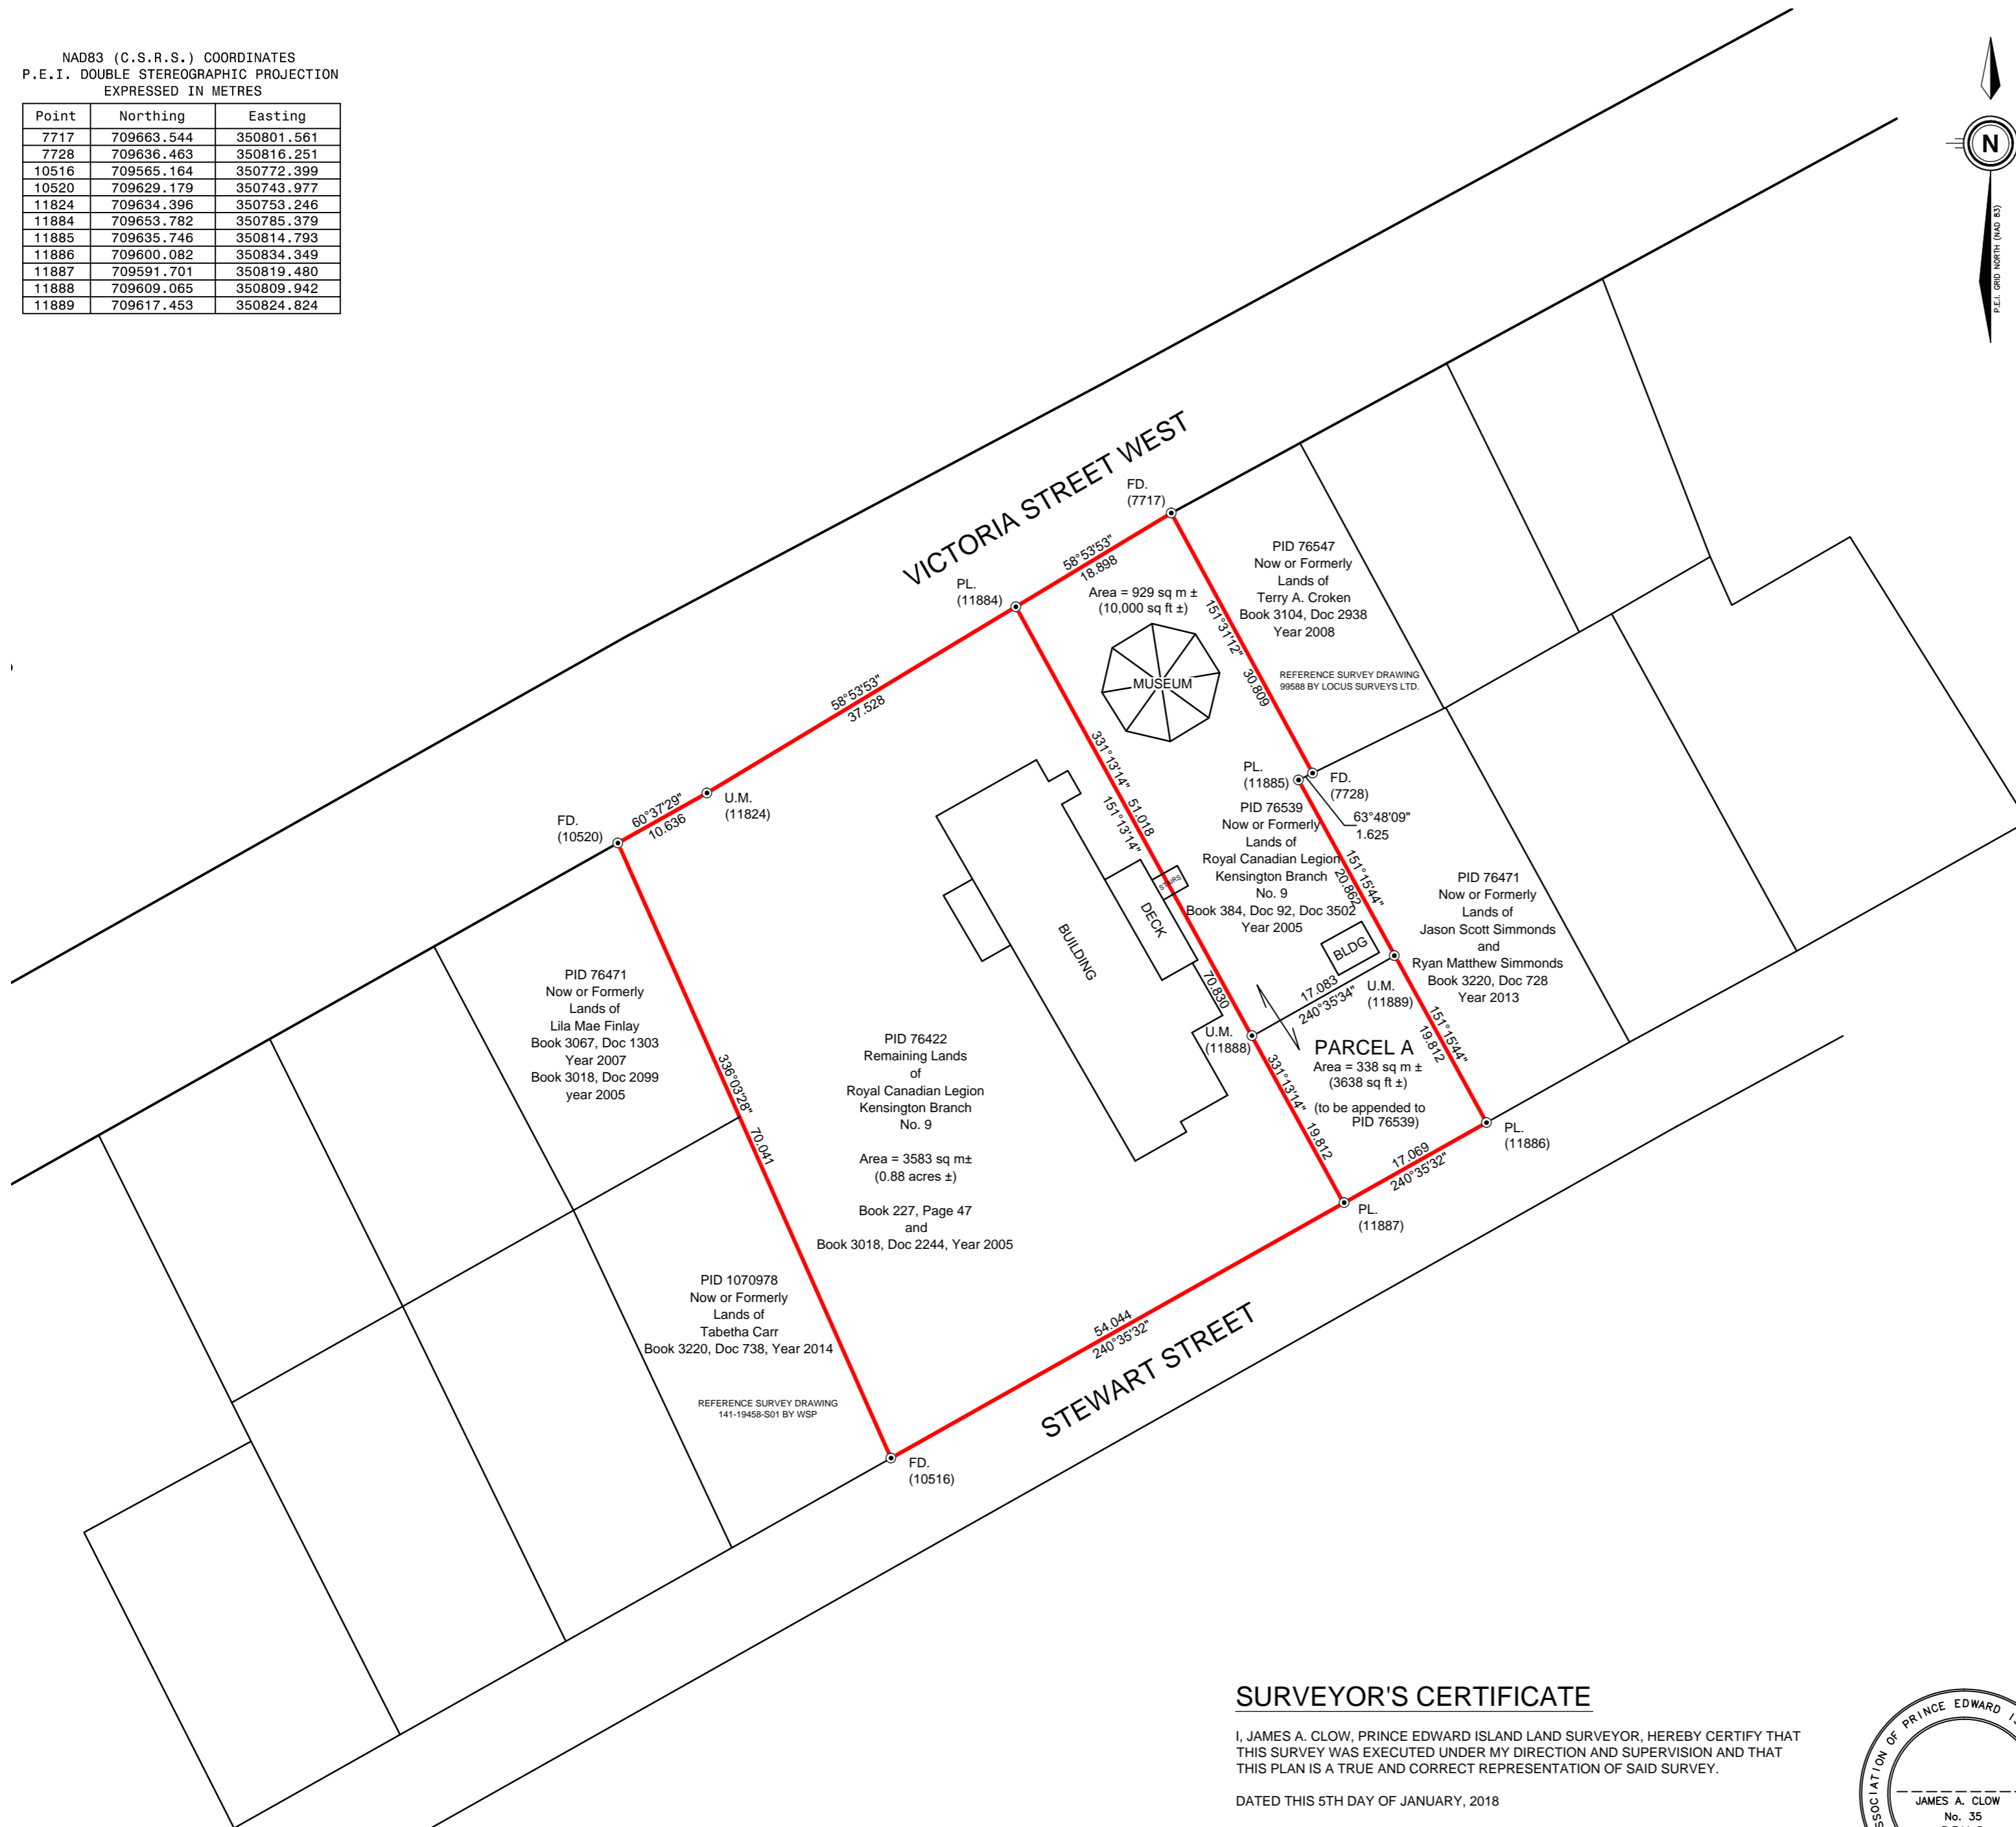 NAD83 (C.S.R.S.) COORDINATES
P.E.I. DOUBLE STEREOGRAPHIC PROJECTION
EXPRESSED IN METRES
Point Northing Easting
7717 709663.544 350801.561
7728 709636.463 350816.251
10516 709565.164 350772.399
10520 709629.179 350743.977
11824 709634.396 350753.246
11884 709653.782 350785.379
11885 709635.746 350814.793
11886 709600.082 350834.349
11887 709591.701 350819.480
11888 709609.065 350809.942
11889 709617.453 350824.824
N
P.E.I. GRID NORTH (NAD 83)
VICTORIA STREET WEST
FD.
(7717)
58°53'53"
18.898
PL.
(11884)
Area = 929 sq m ±
(10,000 sq ft ±)
MUSEUM
151°31'12" 30.809
PID 76547
Now or Formerly
Lands of
Terry A. Croken
Book 3104, Doc 2938
Year 2008
REFERENCE SURVEY DRAWING
99588 BY LOCUS SURVEYS LTD.
58°53'53"
37.528
60°37'29"
10.636
U.M.
(11824)
FD.
(10520)
331°13'14" 51.018
151°13'14" 70.830
PL.
(11885)
FD.
(7728)
63°48'09"
1.625
PID 76539
Now or Formerly
Lands of
Royal Canadian Legion
Kensington Branch
No. 9
Book 384, Doc 92, Doc 3502
Year 2005
151°15'44"
20.862
STAIRS
DECK
BUILDING
BLDG
PID 76471
Now or Formerly
Lands of
Jason Scott Simmonds
and
Ryan Matthew Simmonds
Book 3220, Doc 728
Year 2013
17.083
240°35'34"
U.M.
(11889)
U.M.
(11888)
151°15'44"
19.812
PARCEL A
Area = 338 sq m ±
(3638 sq ft ±)
(to be appended to
PID 76539)
331°13'14" 19.812
PL.
(11886)
17.069
240°35'32"
PL.
(11887)
PID 76471
Now or Formerly
Lands of
Lila Mae Finlay
Book 3067, Doc 1303
Year 2007
Book 3018, Doc 2099
year 2005
336°03'28" 70.041
PID 76422
Remaining Lands
of
Royal Canadian Legion
Kensington Branch
No. 9
Area = 3583 sq m±
(0.88 acres ±)
Book 227, Page 47
and
Book 3018, Doc 2244, Year 2005
PID 1070978
Now or Formerly
Lands of
Tabetha Carr
Book 3220, Doc 738, Year 2014
REFERENCE SURVEY DRAWING
141-19458-S01 BY WSP
54.044
240°35'32"
STEWART STREET
FD.
(10516)
SURVEYOR'S CERTIFICATE
I, JAMES A. CLOW, PRINCE EDWARD ISLAND LAND SURVEYOR, HEREBY CERTIFY THAT
THIS SURVEY WAS EXECUTED UNDER MY DIRECTION AND SUPERVISION AND THAT
THIS PLAN IS A TRUE AND CORRECT REPRESENTATION OF SAID SURVEY.
DATED THIS 5TH DAY OF JANUARY, 2018
OF PRINCE EDWARD
JAMES A. CLOW
No. 35